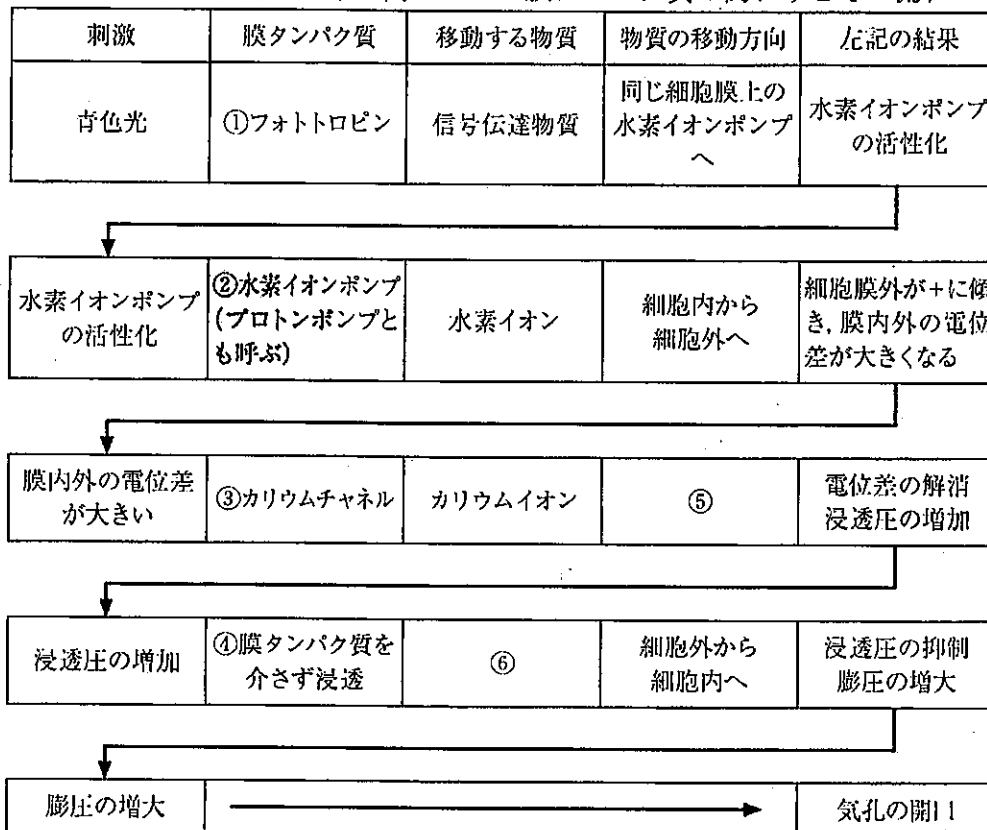 刺激 膜タンパク質 移動する物質 物質の移動方向 左記の結果
青色光 ①フォトトロピン 信号伝達物質 同じ細胞膜上の
水素イオンポンプ
へ 水素イオンポンプ
の活性化
水素イオンポンプ
の活性化 ②水素イオンポンプ
(プロトンポンプと
も呼ぶ) 水素イオン 細胞内から
細胞外へ 細胞膜外が+に傾
き,膜内外の電位
差が大きくなる
膜内外の電位差
が大きい ③カリウムチャネル カリウムイオン ⑤ 電位差の解消
浸透圧の増加
浸透圧の増加 ④膜タンパク質を
介さず浸透 ⑥ 細胞外から
細胞内へ 浸透圧の抑制
膨圧の増大
膨圧の増大 気孔の開口